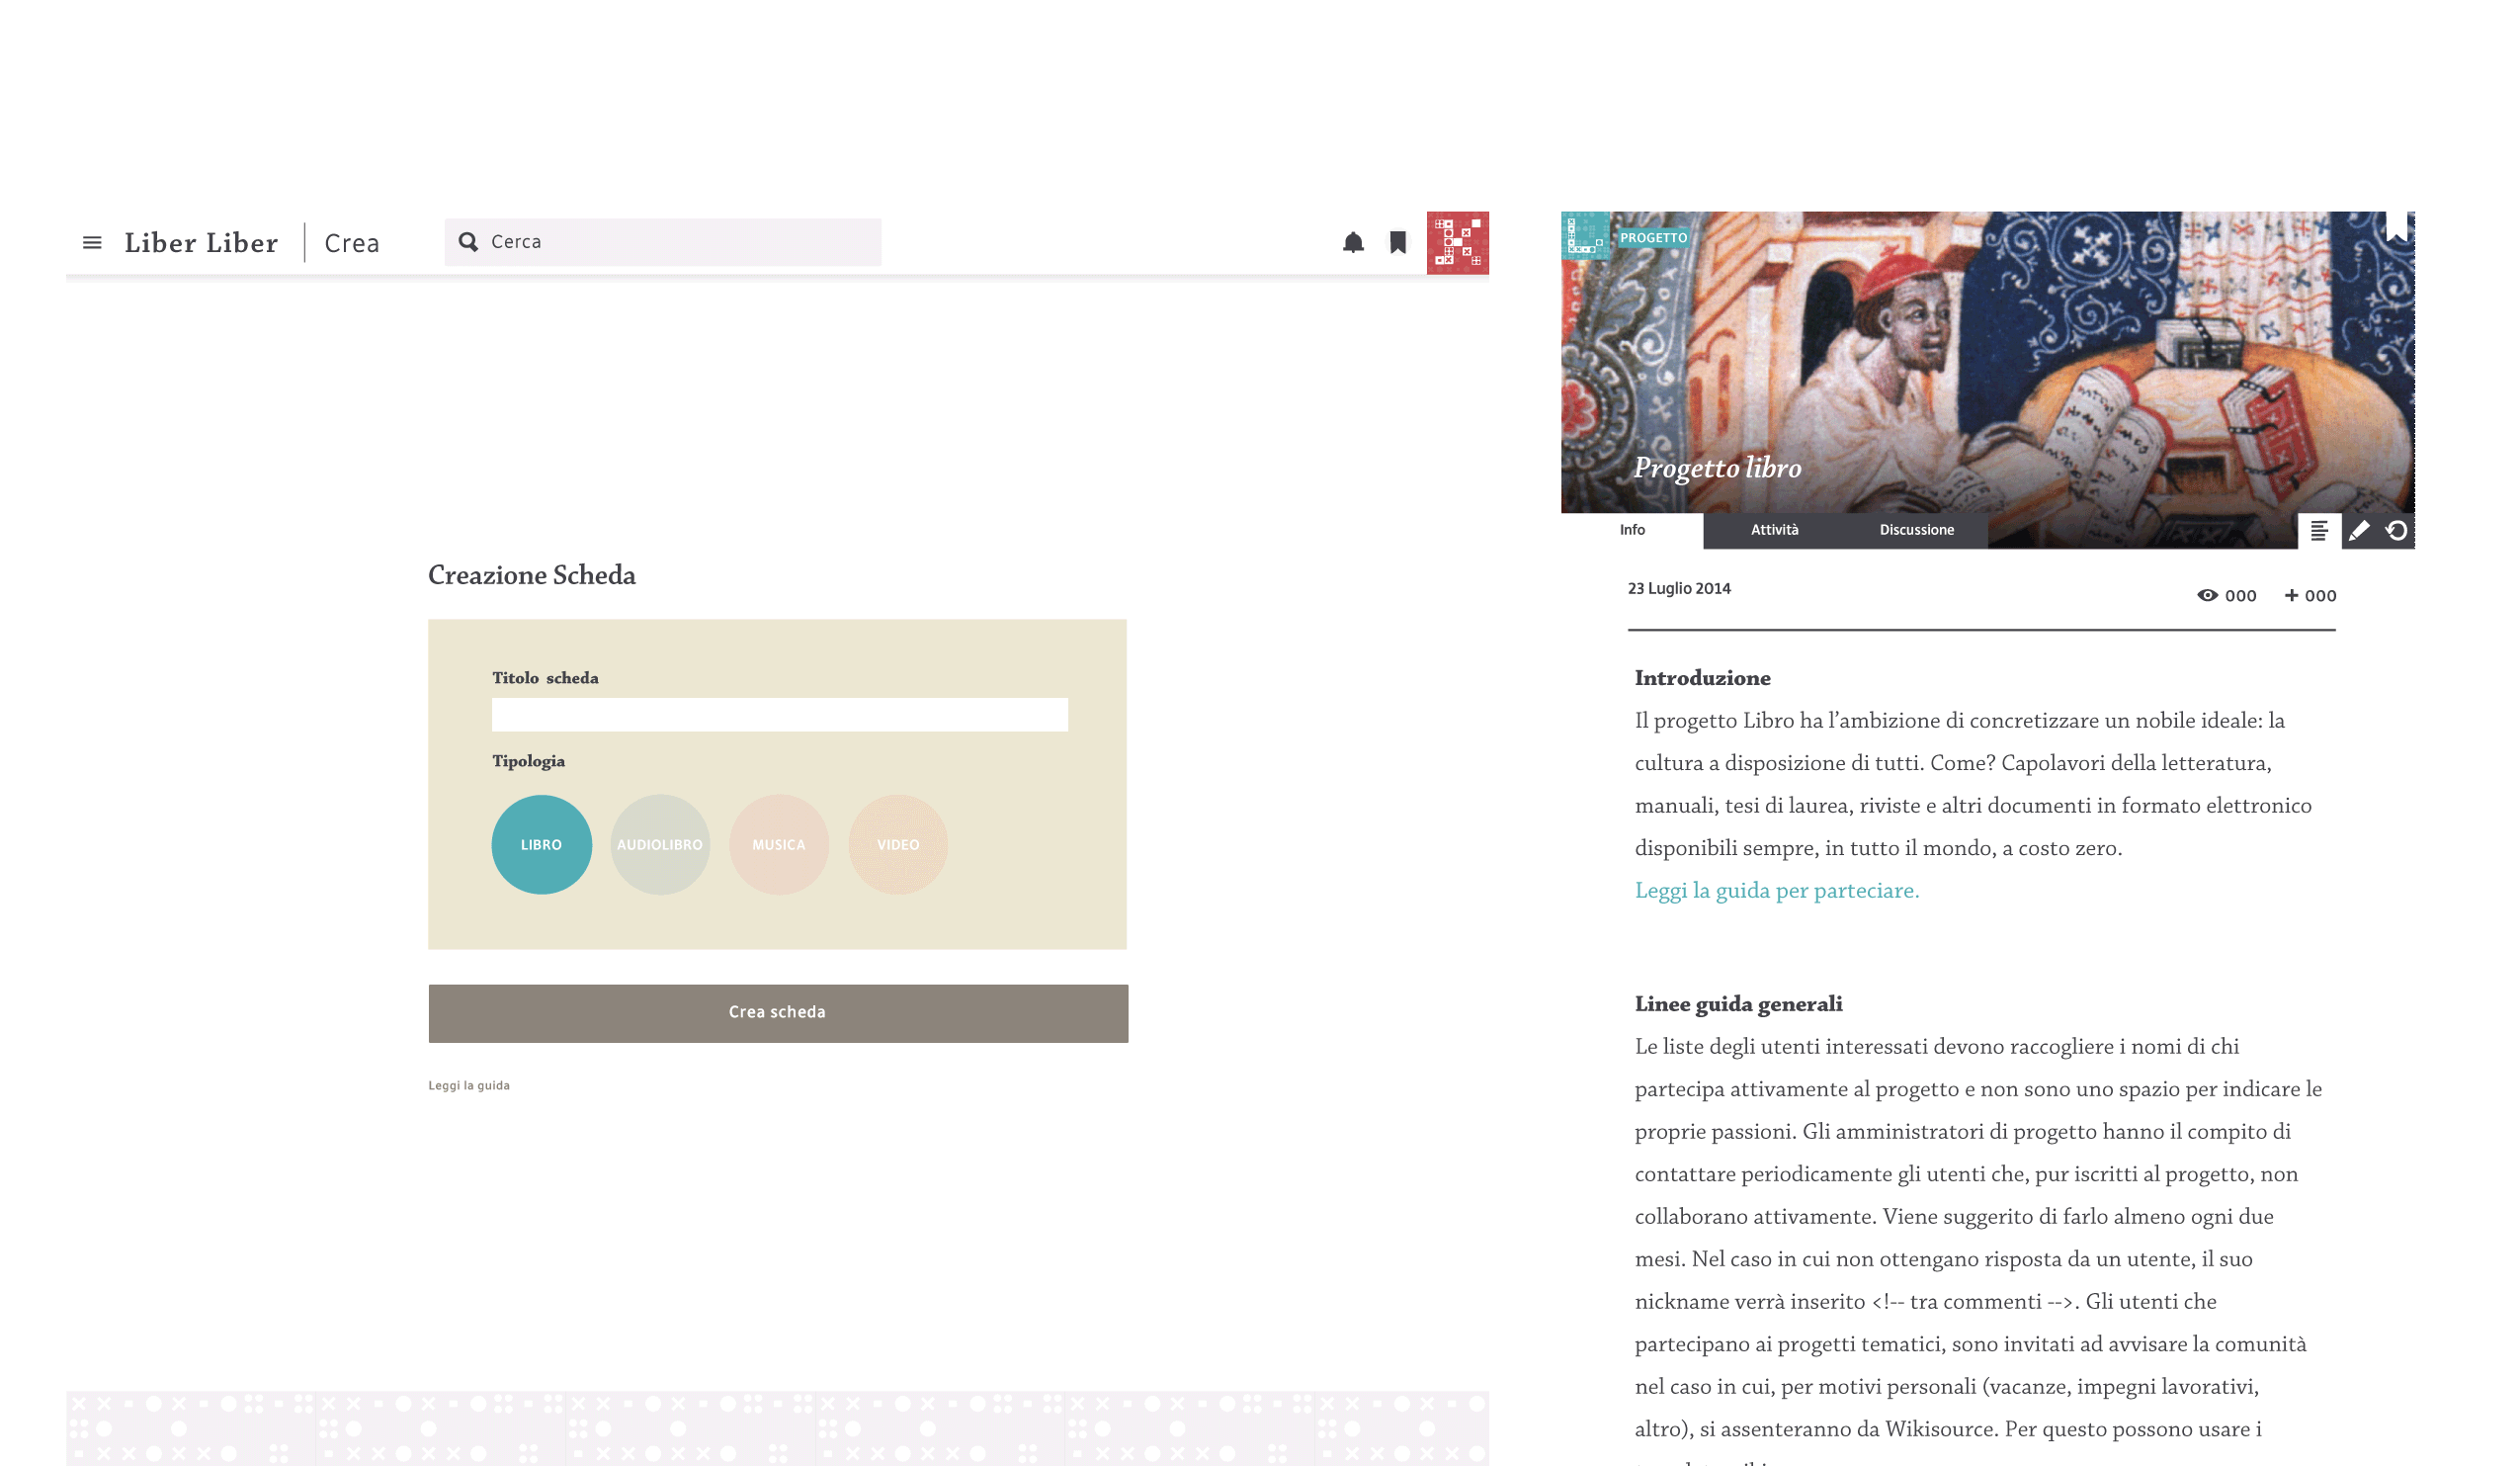 Liber Liber
Crea
Cerca
Creazione Scheda
Titolo scheda
Tipologia
LIBRO
AUDIOLIBRO
MUSICA
VIDEO
Crea scheda
Leggi la guida
PROGETTO
Progetto libro
Info
Attività
Discussione
23 Luglio 2014
000
000
Introduzione
Il progetto Libro ha l’ambizione di concretizzare un nobile ideale: la
cultura a disposizione di tutti. Come? Capolavori della letteratura,
manuali, tesi di laurea, riviste e altri documenti in formato elettronico
disponibili sempre, in tutto il mondo, a costo zero.
Leggi la guida per parteciare.
Linee guida generali
Le liste degli utenti interessati devono raccogliere i nomi di chi
partecipa attivamente al progetto e non sono uno spazio per indicare le
proprie passioni. Gli amministratori di progetto hanno il compito di
contattare periodicamente gli utenti che, pur iscritti al progetto, non
collaborano attivamente. Viene suggerito di farlo almeno ogni due
mesi. Nel caso in cui non ottengano risposta da un utente, il suo
nickname verrà inserito <!-- tra commenti -->. Gli utenti che
partecipano ai progetti tematici, sono invitati ad avvisare la comunità
nel caso in cui, per motivi personali (vacanze, impegni lavorativi,
altro), si assenteranno da Wikisource. Per questo possono usare i